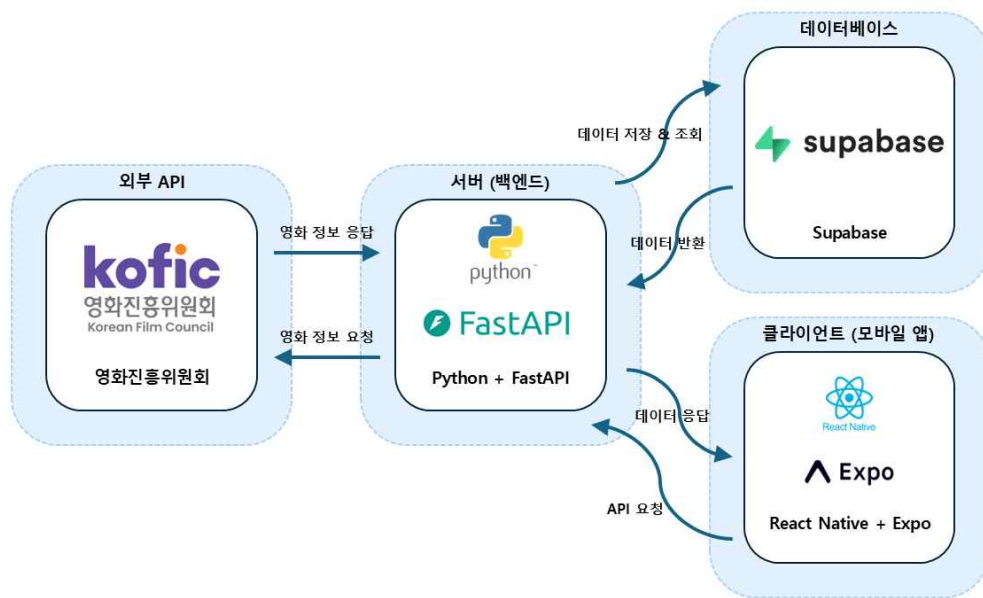 외부 API
kofic
영화진흥위원회
Korean Film Council
영화진흥위원회
영화 정보 응답
영화 정보 요청
서버 (백엔드)
python™
FastAPI
Python + FastAPI
데이터 저장 & 조회
데이터 반환
데이터 응답
API 요청
데이터베이스
supabase
Supabase
클라이언트 (모바일 앱)
React Native
Expo
React Native + Expo